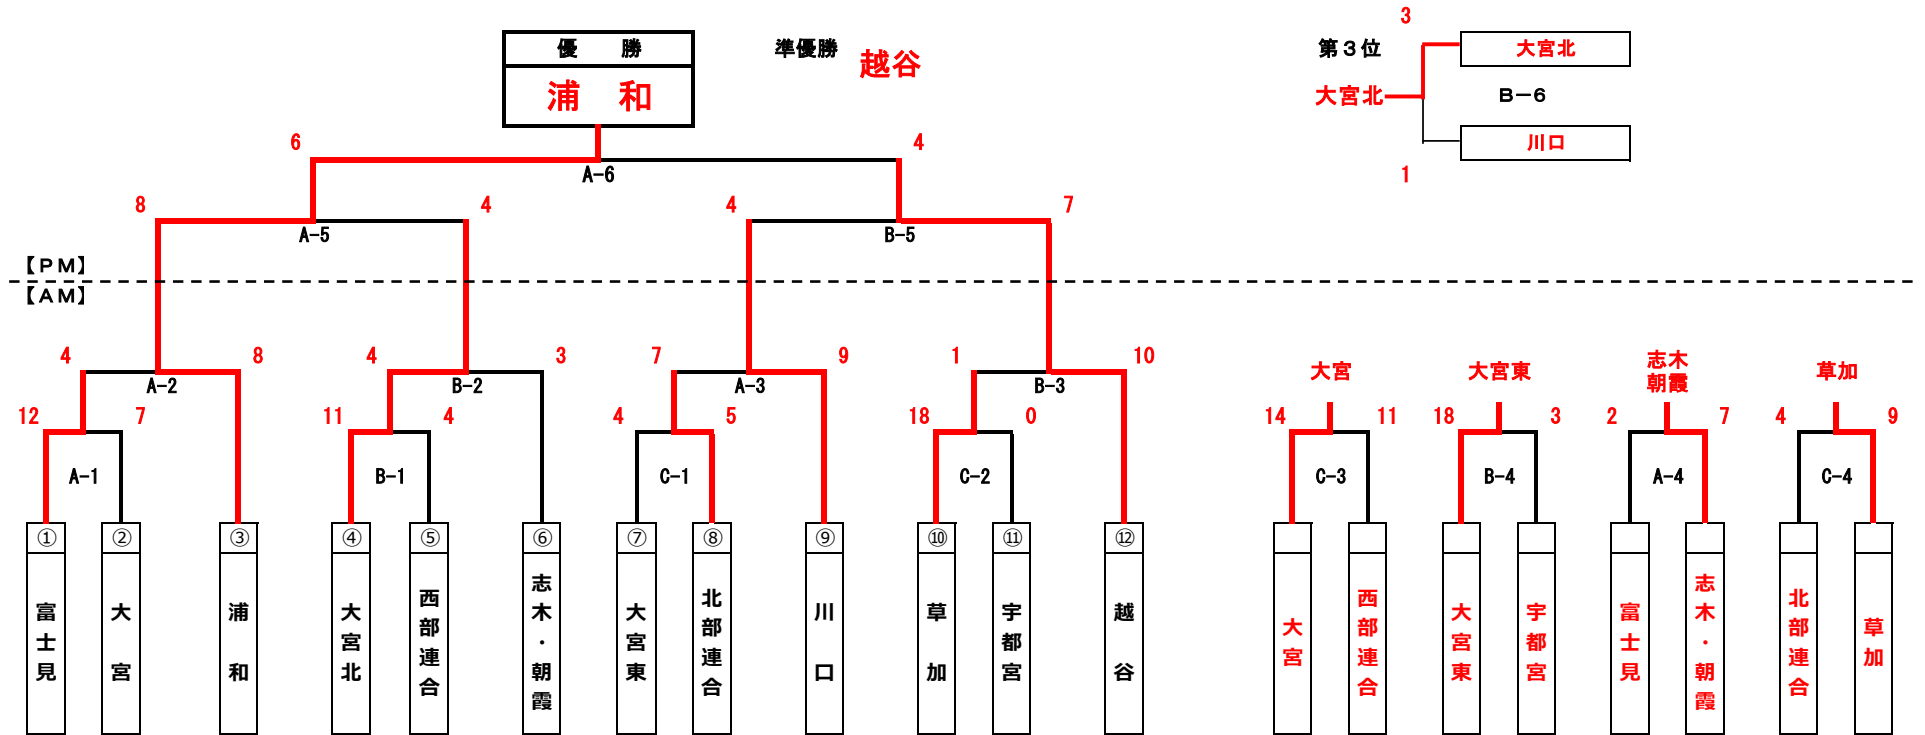 3
優　　勝
準優勝
越谷
第３位
大宮北
浦　和
大宮北
Ｂ－６
6
4
川口
A-6
1
8
4
4
7
A-5
B-5
【ＰＭ】
【ＡＭ】
4
8
4
3
7
9
1
10
大宮
大宮東
志木
朝霞
草加
A-2
B-2
A-3
B-3
12
7
11
4
4
5
18
0
14
11
18
3
2
7
4
9
A-1
B-1
C-1
C-2
C-3
B-4
A-4
C-4
①
②
③
④
⑤
⑥
⑦
⑧
⑨
⑩
⑪
⑫
富士見
大宮
浦和
大宮北
西部連合
志木・朝霞
大宮東
北部連合
川口
草加
宇都宮
越谷
大宮
西部連合
大宮東
宇都宮
富士見
志木・朝霞
北部連合
草加